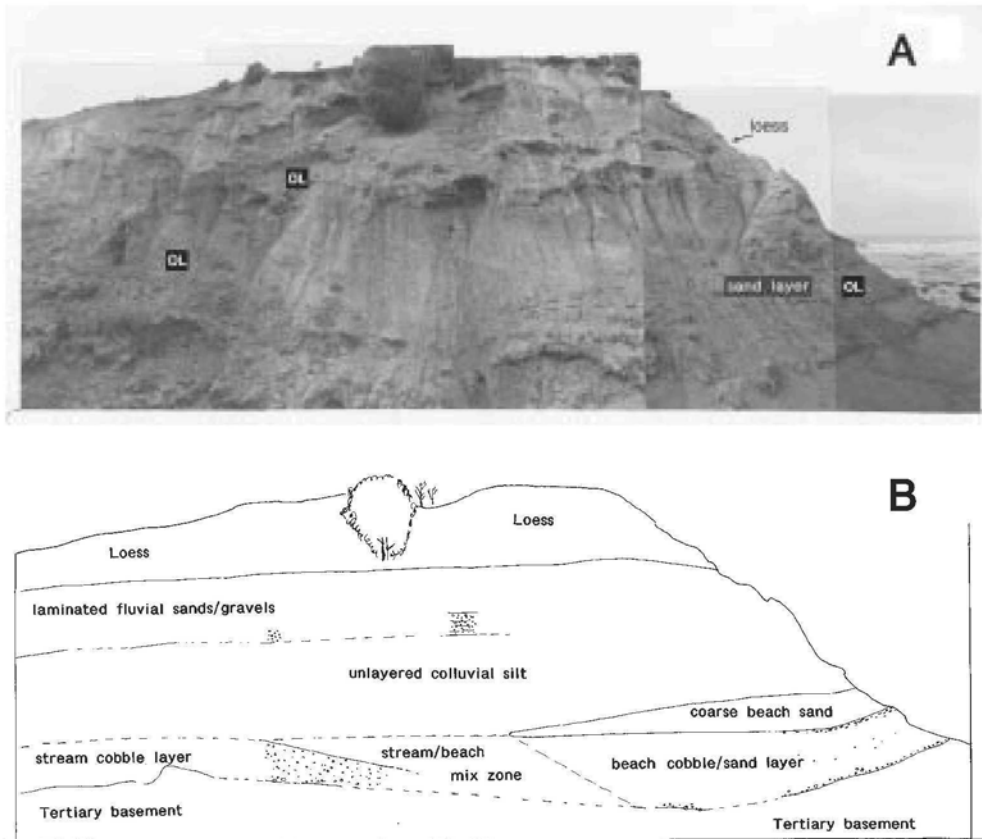 A
loess
OL
OL
sand layer
OL
B
Loess
Loess
laminated fluvial sands/gravels
unlayered colluvial silt
coarse beach sand
stream cobble layer
stream/beach
mix zone
beach cobble/sand layer
Tertiary basement
Tertiary basement